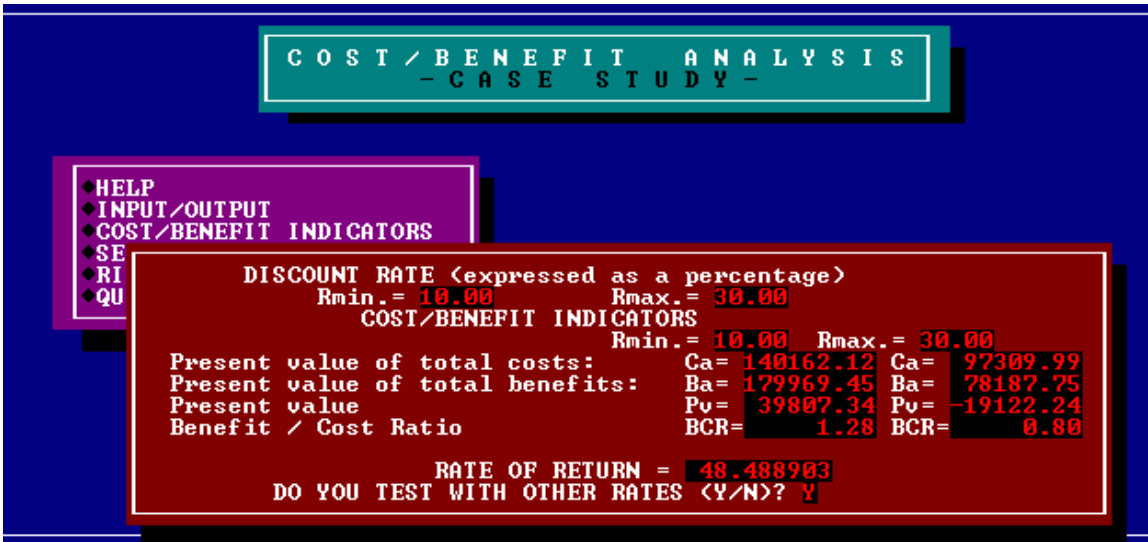 COST/BENEFIT ANALYSIS
-CASE STUDY-
HELP
INPUT/OUTPUT
COST/BENEFIT INDICATORS
SE
RI
QU
DISCOUNT RATE (expressed as a percentage)
Rmin.= 10.00 Rmax.= 30.00
COST/BENEFIT INDICATORS
Rmin.= 10.00 Rmax.= 30.00
Present value of total costs: Ca= 140162.12 Ca= 97309.99
Present value of total benefits: Ba= 179969.45 Ba= 78187.75
Present value Pv= 39807.34 Pv= -19122.24
Benefit / Cost Ratio BCR= 1.28 BCR= 0.80
RATE OF RETURN = 48.488903
DO YOU TEST WITH OTHER RATES (Y/N)? Y